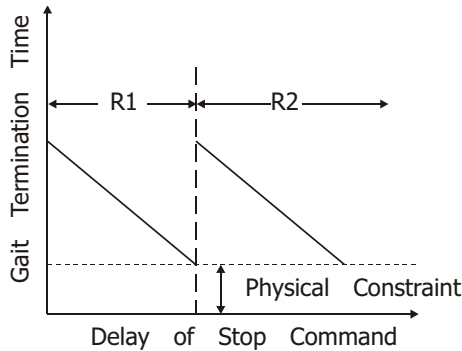 Gait Termination Time
R1
R2
Physical Constraint
Delay of Stop Command